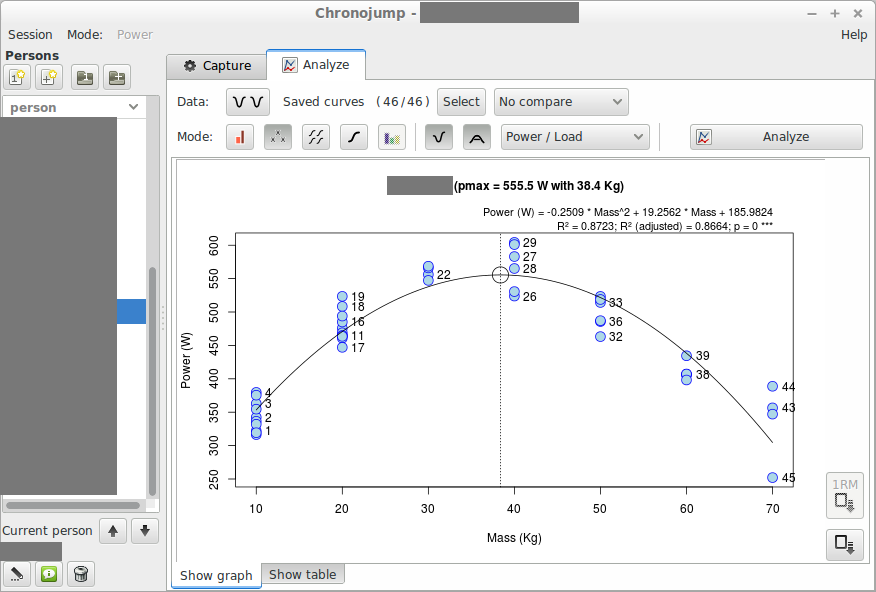 Chronojump -
Session Mode: Power Help
Persons
person
Current person
Capture Analyze
Data: Saved curves (46/46) Select No compare
Mode: Power / Load Analyze
(pmax = 555.5 W with 38.4 Kg)
Power (W) = -0.2509 * Mass^2 + 19.2562 * Mass + 185.9824
R² = 0.8723; R² (adjusted) = 0.8664; p = 0 ***
Power (W)
600
550
500
450
400
350
300
250
4
3
2
1
19
18
16
11
17
22
29
27
28
26
33
36
32
39
38
44
43
45
10 20 30 40 50 60 70
Mass (Kg)
1RM
Show graph Show table